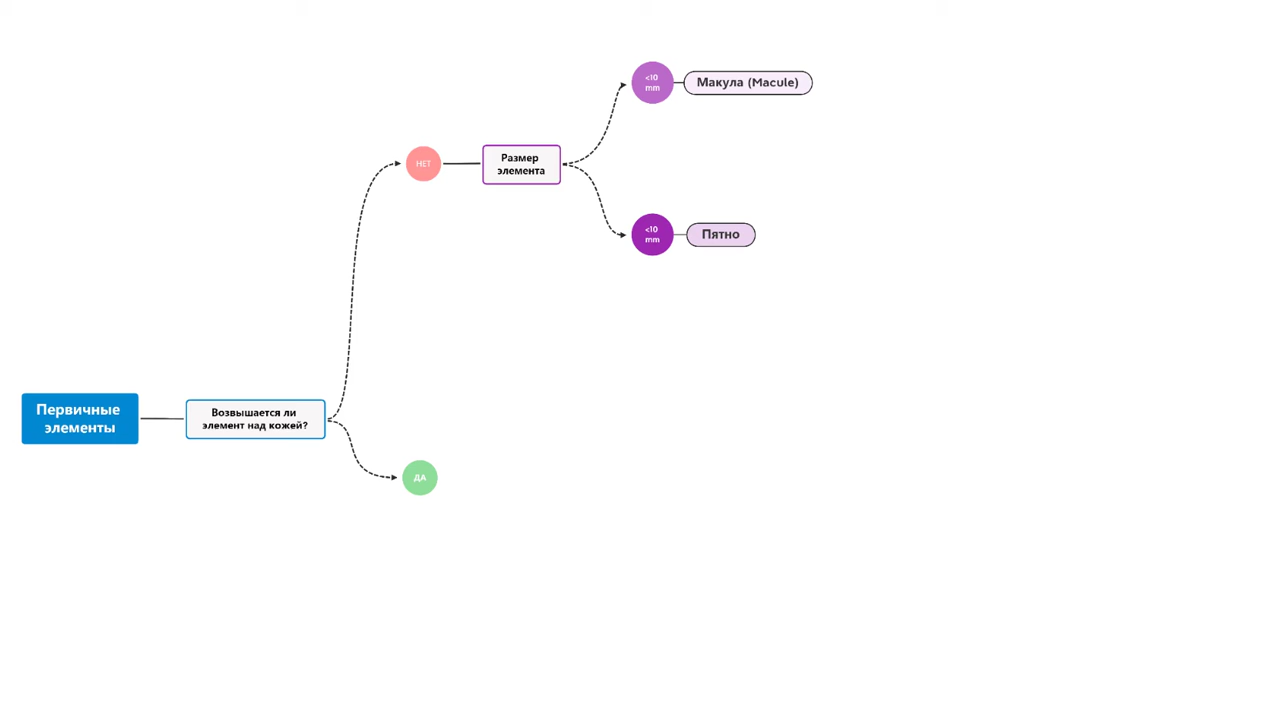 <10
mm
Макула (Macule)
НЕТ
Размер
элемента
<10
mm
Пятно
Первичные
элементы
Возвышается ли
элемент над кожей?
ДА